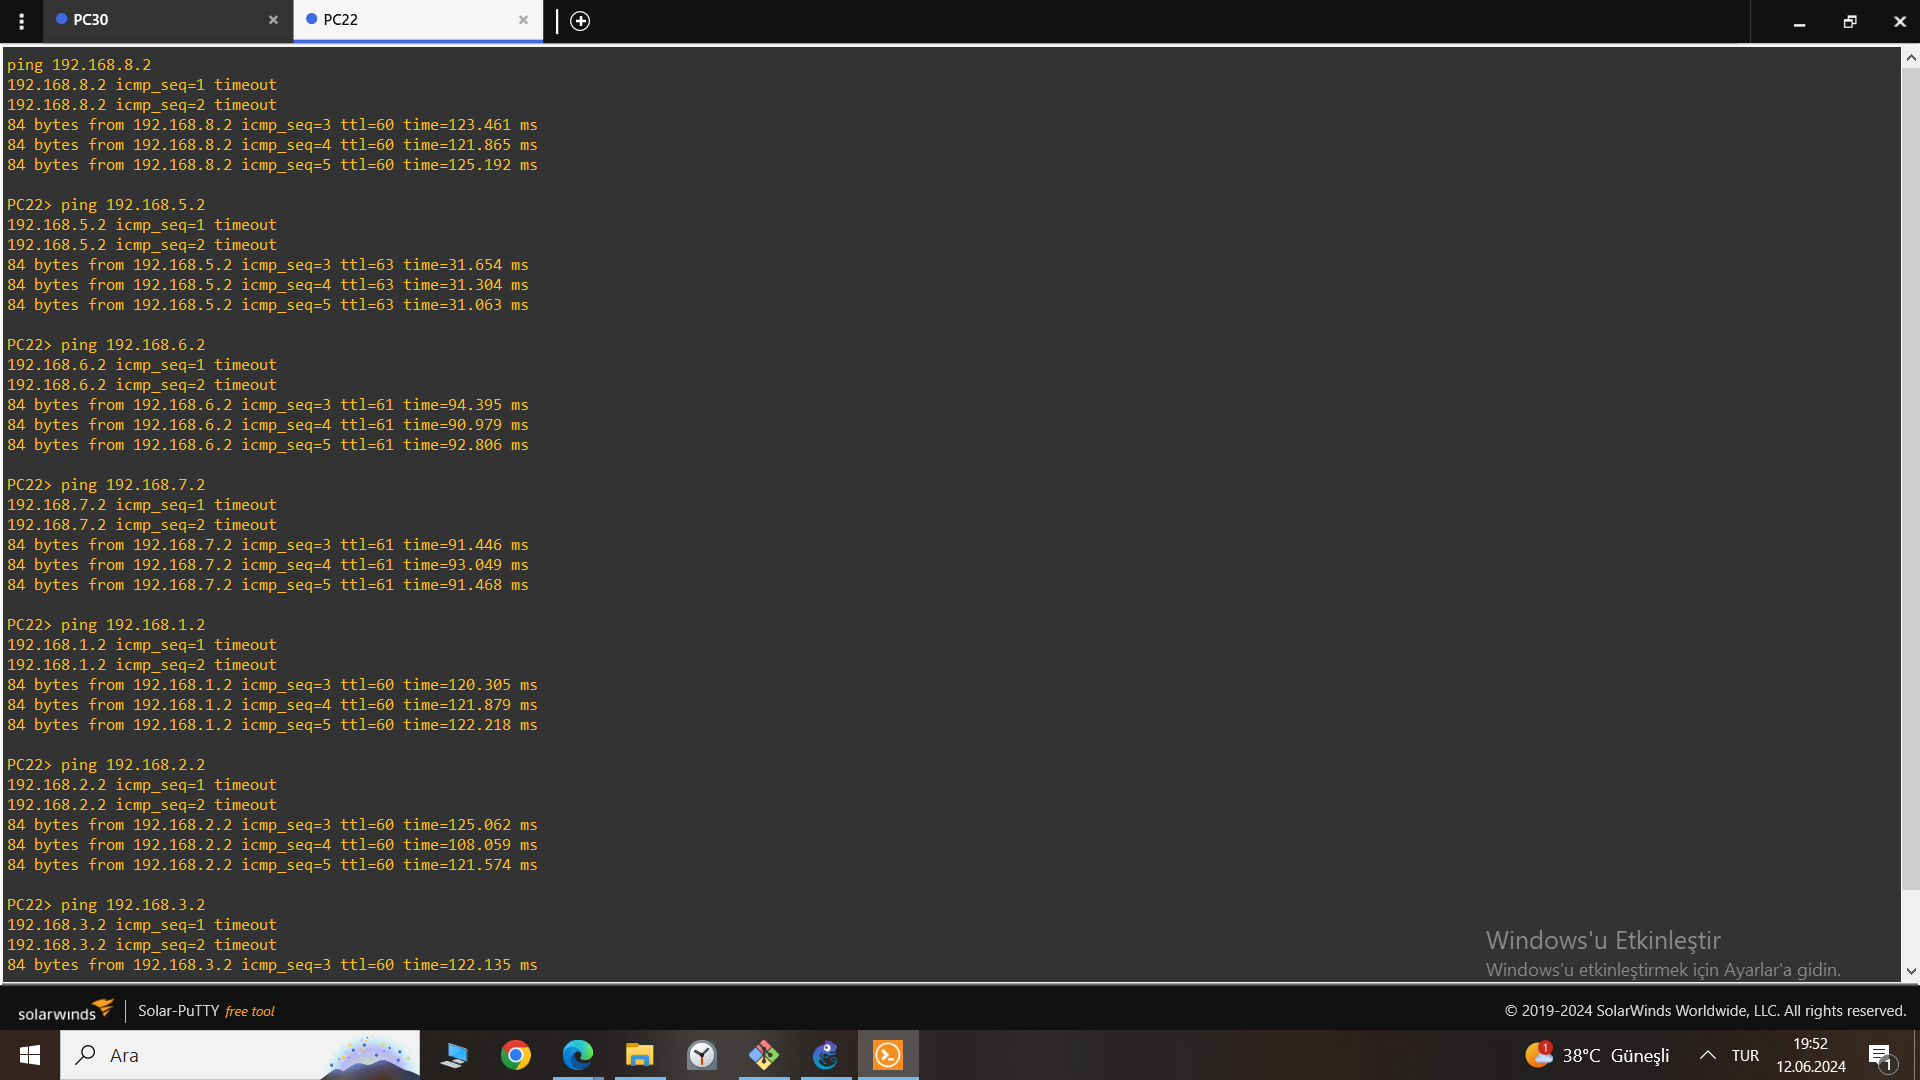 PC30
PC22
ping 192.168.8.2
192.168.8.2 icmp_seq=1 timeout
192.168.8.2 icmp_seq=2 timeout
84 bytes from 192.168.8.2 icmp_seq=3 ttl=60 time=123.461 ms
84 bytes from 192.168.8.2 icmp_seq=4 ttl=60 time=121.865 ms
84 bytes from 192.168.8.2 icmp_seq=5 ttl=60 time=125.192 ms
PC22> ping 192.168.5.2
192.168.5.2 icmp_seq=1 timeout
192.168.5.2 icmp_seq=2 timeout
84 bytes from 192.168.5.2 icmp_seq=3 ttl=63 time=31.654 ms
84 bytes from 192.168.5.2 icmp_seq=4 ttl=63 time=31.304 ms
84 bytes from 192.168.5.2 icmp_seq=5 ttl=63 time=31.063 ms
PC22> ping 192.168.6.2
192.168.6.2 icmp_seq=1 timeout
192.168.6.2 icmp_seq=2 timeout
84 bytes from 192.168.6.2 icmp_seq=3 ttl=61 time=94.395 ms
84 bytes from 192.168.6.2 icmp_seq=4 ttl=61 time=90.979 ms
84 bytes from 192.168.6.2 icmp_seq=5 ttl=61 time=92.806 ms
PC22> ping 192.168.7.2
192.168.7.2 icmp_seq=1 timeout
192.168.7.2 icmp_seq=2 timeout
84 bytes from 192.168.7.2 icmp_seq=3 ttl=61 time=91.446 ms
84 bytes from 192.168.7.2 icmp_seq=4 ttl=61 time=93.049 ms
84 bytes from 192.168.7.2 icmp_seq=5 ttl=61 time=91.468 ms
PC22> ping 192.168.1.2
192.168.1.2 icmp_seq=1 timeout
192.168.1.2 icmp_seq=2 timeout
84 bytes from 192.168.1.2 icmp_seq=3 ttl=60 time=120.305 ms
84 bytes from 192.168.1.2 icmp_seq=4 ttl=60 time=121.879 ms
84 bytes from 192.168.1.2 icmp_seq=5 ttl=60 time=122.218 ms
PC22> ping 192.168.2.2
192.168.2.2 icmp_seq=1 timeout
192.168.2.2 icmp_seq=2 timeout
84 bytes from 192.168.2.2 icmp_seq=3 ttl=60 time=125.062 ms
84 bytes from 192.168.2.2 icmp_seq=4 ttl=60 time=108.059 ms
84 bytes from 192.168.2.2 icmp_seq=5 ttl=60 time=121.574 ms
PC22> ping 192.168.3.2
192.168.3.2 icmp_seq=1 timeout
192.168.3.2 icmp_seq=2 timeout
84 bytes from 192.168.3.2 icmp_seq=3 ttl=60 time=122.135 ms
Windows'u Etkinleştir
Windows'u etkinleştirmek için Ayarlar'a gidin.
solarwinds
Solar-PuTTY free tool
© 2019-2024 SolarWinds Worldwide, LLC. All rights reserved.
Ara
1
38°C Güneşli
TUR
19:52
12.06.2024
1